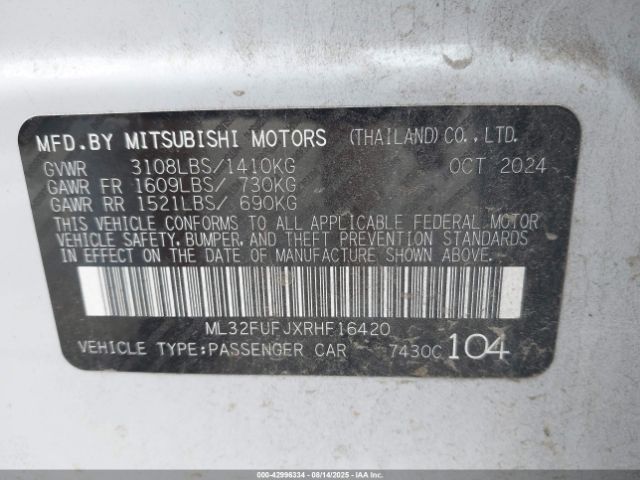 MFD.BY MITSUBISHI MOTORS (THAILAND) CO., LTD.
GVWR 3108LBS/1410KG OCT 2024
GAWR FR 1609LBS/ 730KG
GAWR RR 1521LBS/ 690KG
THIS VEHICLE CONFORMS TO ALL APPLICABLE FEDERAL MOTOR
VEHICLE SAFETY, BUMPER, AND THEFT PREVENTION STANDARDS
IN EFFECT ON THE DATE OF MANUFACTURE SHOWN ABOVE.
ML32FUFJXRHF16420
VEHICLE TYPE:PASSENGER CAR 7430C 104
000-42996334 - 08/14/2025 - IAAI.COM